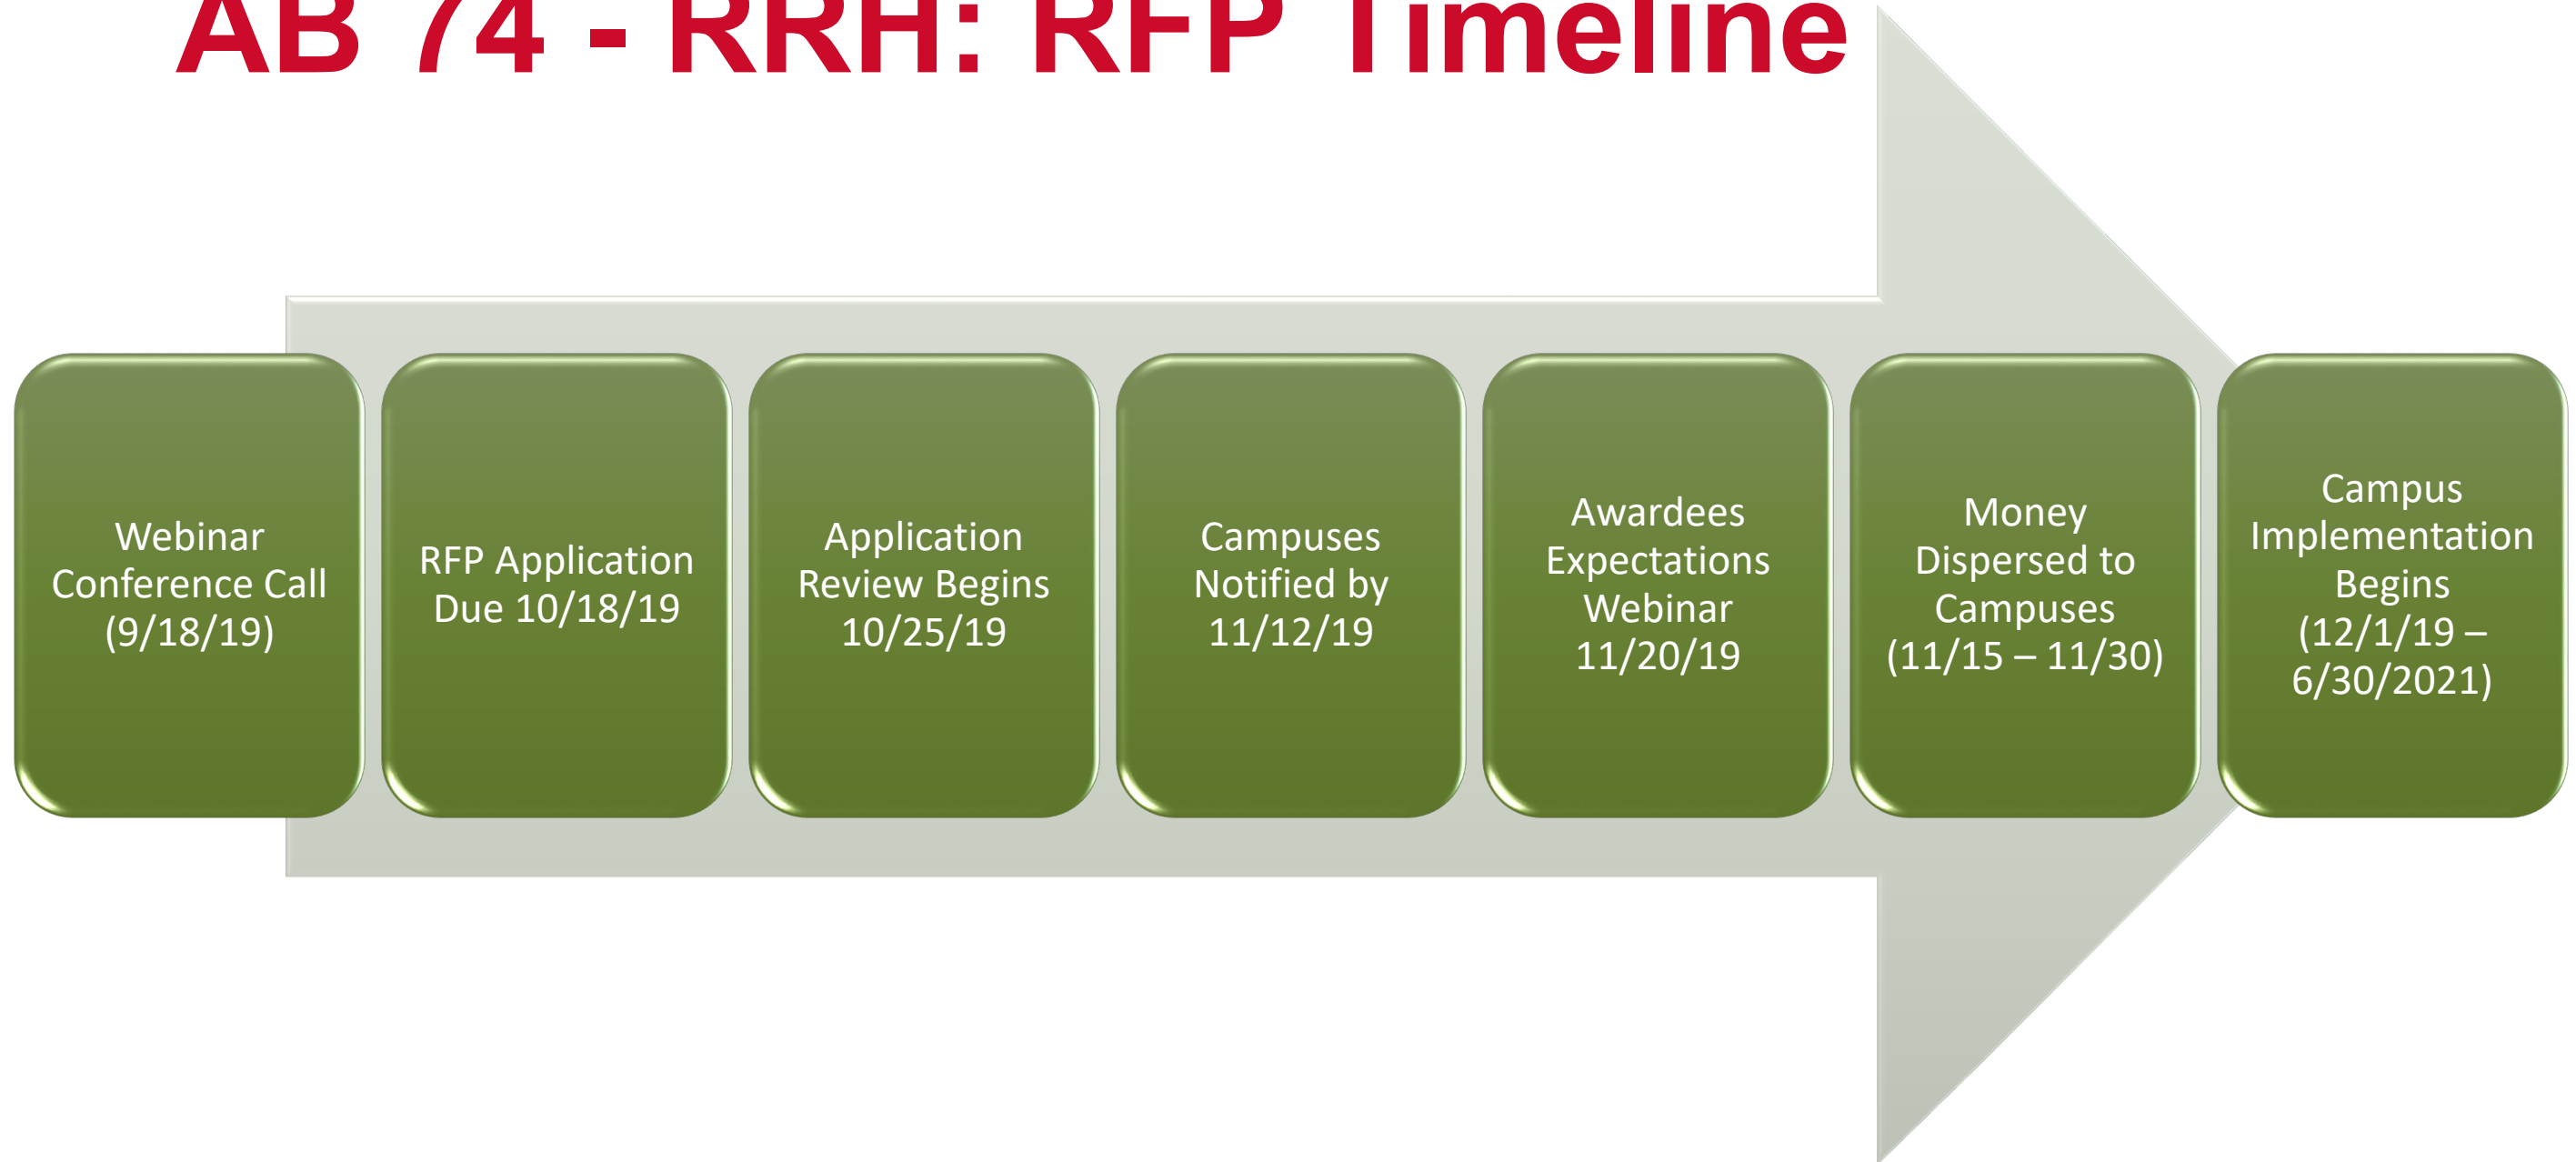 AB 74 - RRH: RFP Timeline
Webinar
Conference Call
(9/18/19)
RFP Application
Due 10/18/19
Application
Review Begins
10/25/19
Campuses
Notified by
11/12/19
Awardees
Expectations
Webinar
11/20/19
Money
Dispersed to
Campuses
(11/15 – 11/30)
Campus
Implementation
Begins
(12/1/19 –
6/30/2021)